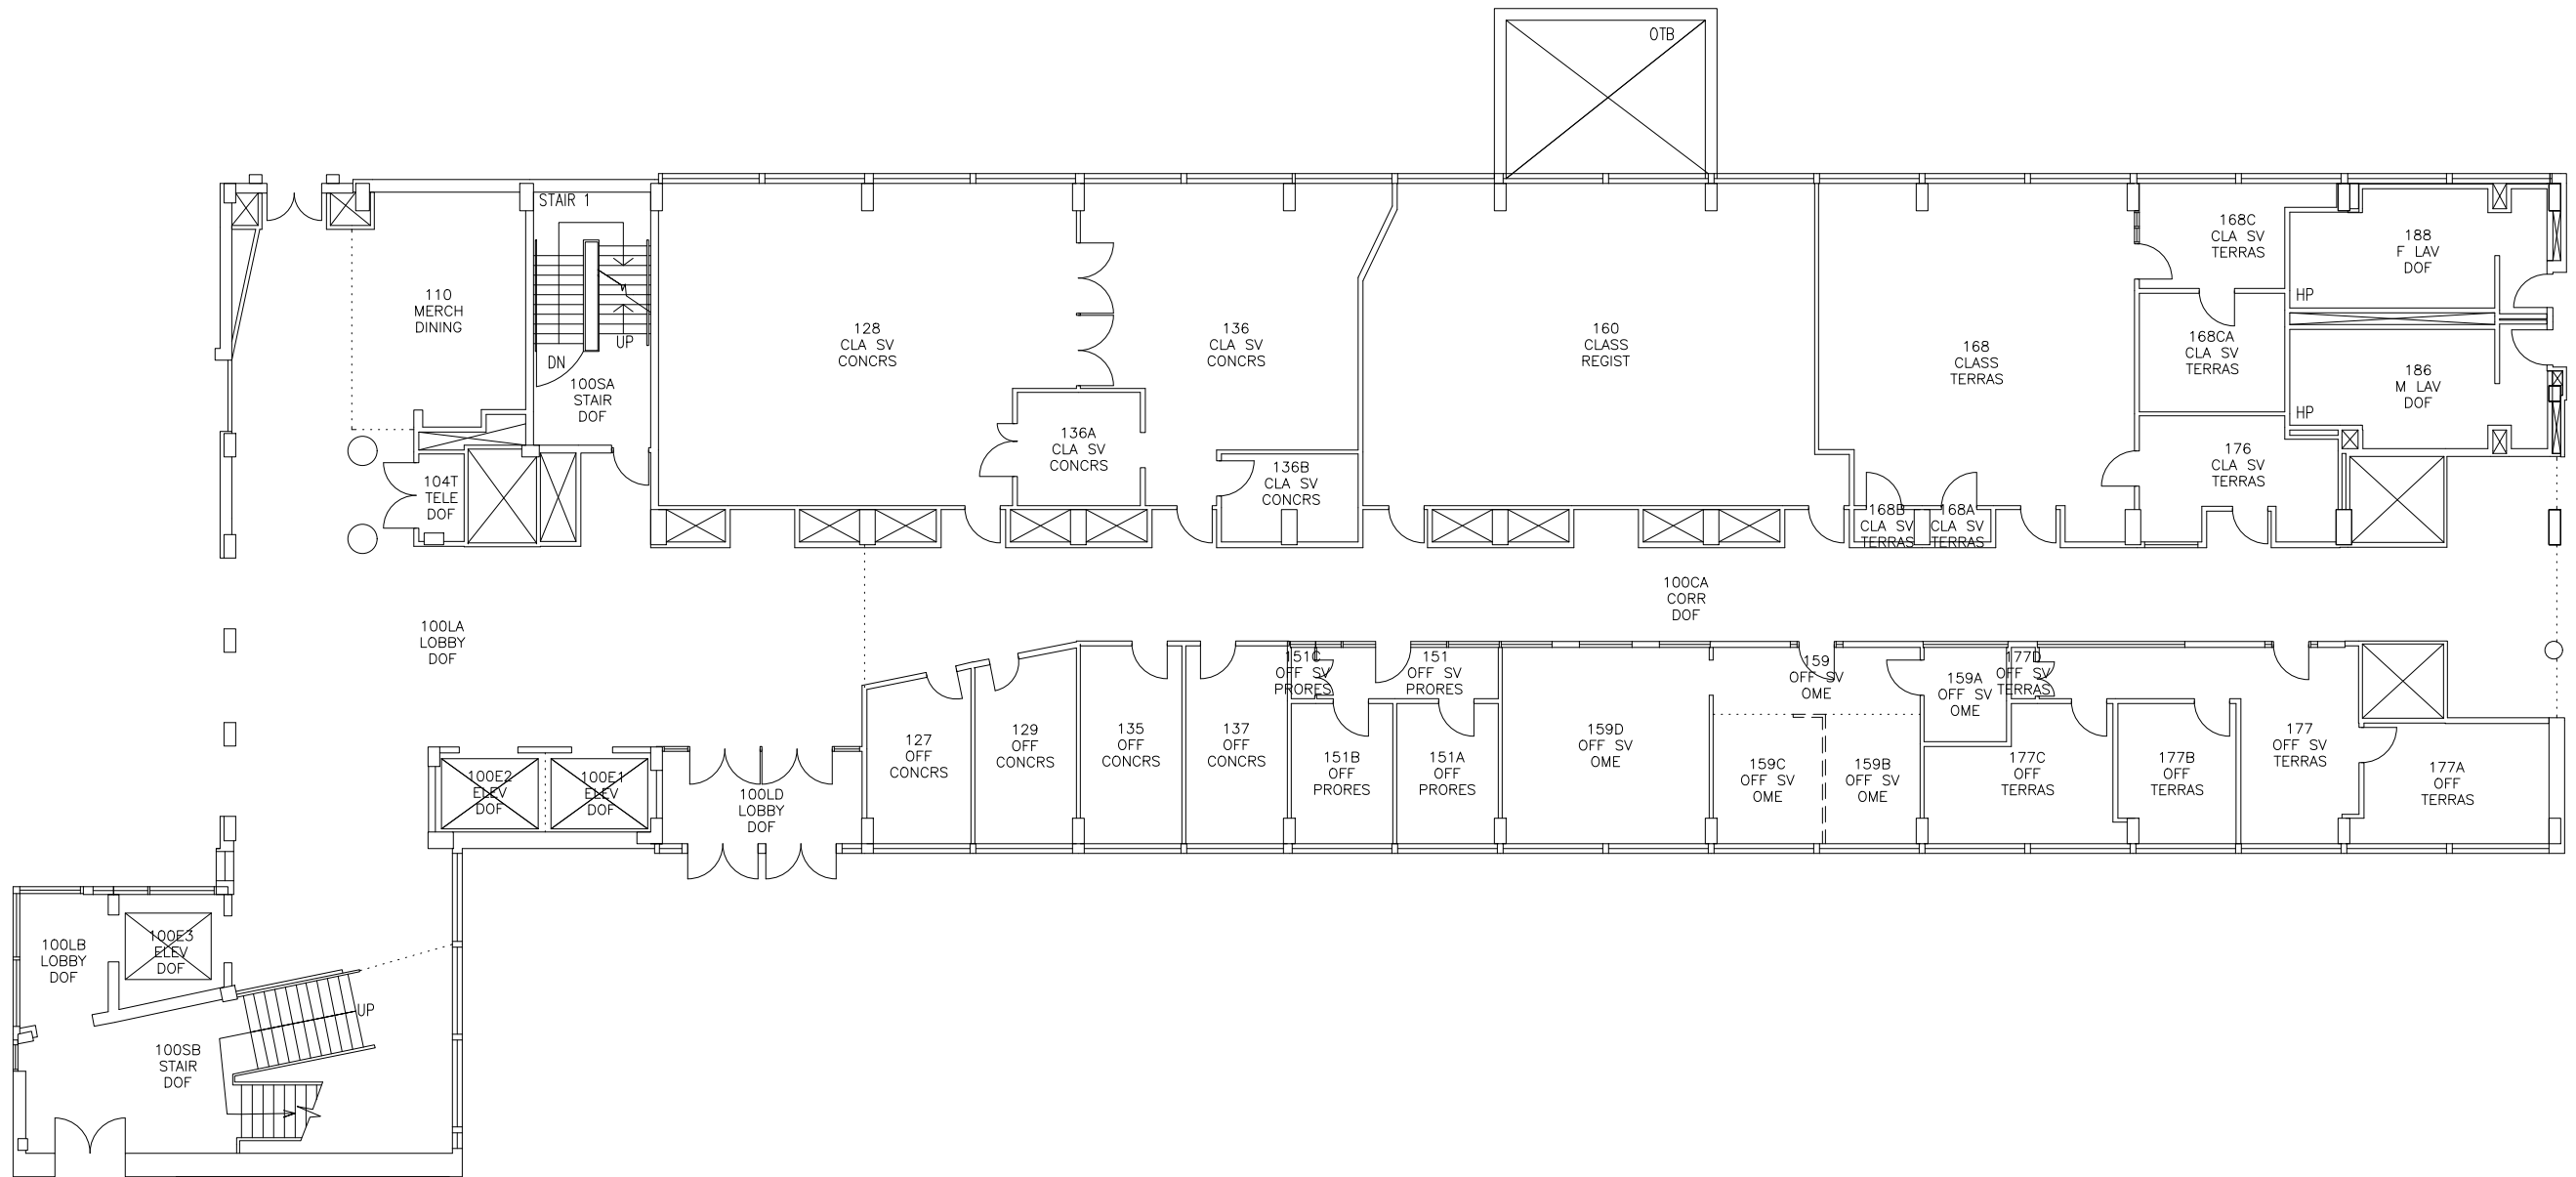 OTB
STAIR 1
110
MERCH
DINING
DN
UP
100SA
STAIR
DOF
128
CLA SV
CONCRS
136
CLA SV
CONCRS
160
CLASS
REGIST
168
CLASS
TERRAS
168C
CLA SV
TERRAS
188
F LAV
DOF
HP
168CA
CLA SV
TERRAS
186
M LAV
DOF
HP
136A
CLA SV
CONCRS
136B
CLA SV
CONCRS
176
CLA SV
TERRAS
104T
TELE
DOF
168B
CLA SV
TERRAS
168A
CLA SV
TERRAS
100CA
CORR
DOF
100LA
LOBBY
DOF
151C
OFF SV
PRORES
151
OFF SV
PRORES
159
OFF SV
OME
159A
OFF SV
OME
177D
OFF SV
TERRAS
127
OFF
CONCRS
129
OFF
CONCRS
135
OFF
CONCRS
137
OFF
CONCRS
151B
OFF
PRORES
151A
OFF
PRORES
159D
OFF SV
OME
159C
OFF SV
OME
159B
OFF SV
OME
177C
OFF
TERRAS
177B
OFF
TERRAS
177
OFF SV
TERRAS
177A
OFF
TERRAS
100E2
ELEV
DOF
100E1
ELEV
DOF
100LD
LOBBY
DOF
100LB
LOBBY
DOF
100E3
ELEV
DOF
UP
100SB
STAIR
DOF